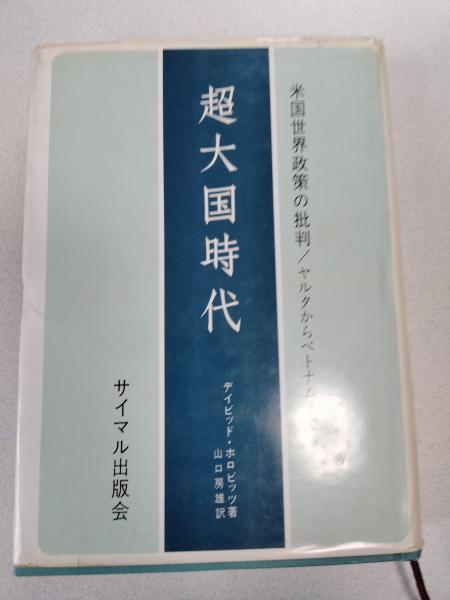 米国世界政策の批判/ヤルタからベトナムまで
超大国時代
デイビッド・ホロビッツ著
山口房雄訳
サイマル出版会